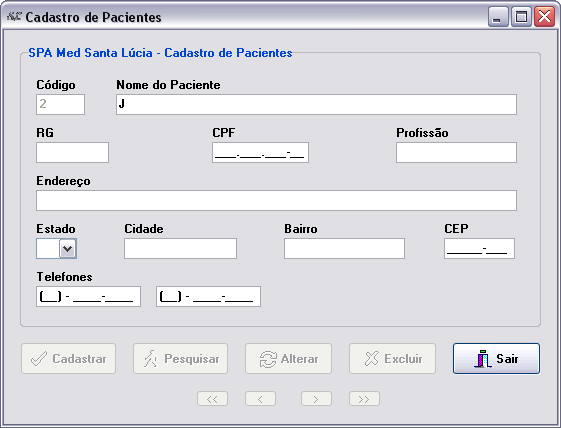 Cadastro de Pacientes
SPA Med Santa Lúcia - Cadastro de Pacientes
Código Nome do Paciente
2 J
RG CPF Profissão
___.___.___-__
Endereço
Estado Cidade Bairro CEP
_____-___
Telefones
(__) - ____-____ (__) - ____-____
Cadastrar Pesquisar Alterar Excluir Sair
<< < > >>